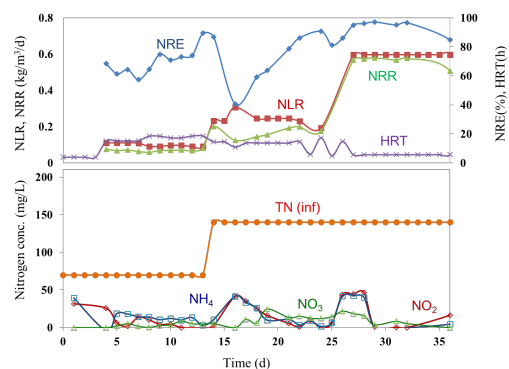 NLR, NRR (kg/m³/d)
0.8
0.6
0.4
0.2
0
NRE
NLR
NRR
HRT
100
80
60
40
20
0
NRE(%), HRT(h)
Nitrogen conc. (mg/L)
200
150
100
50
0
TN (inf)
NH₄
NO₃
NO₂
0
5
10
15
20
25
30
35
Time (d)